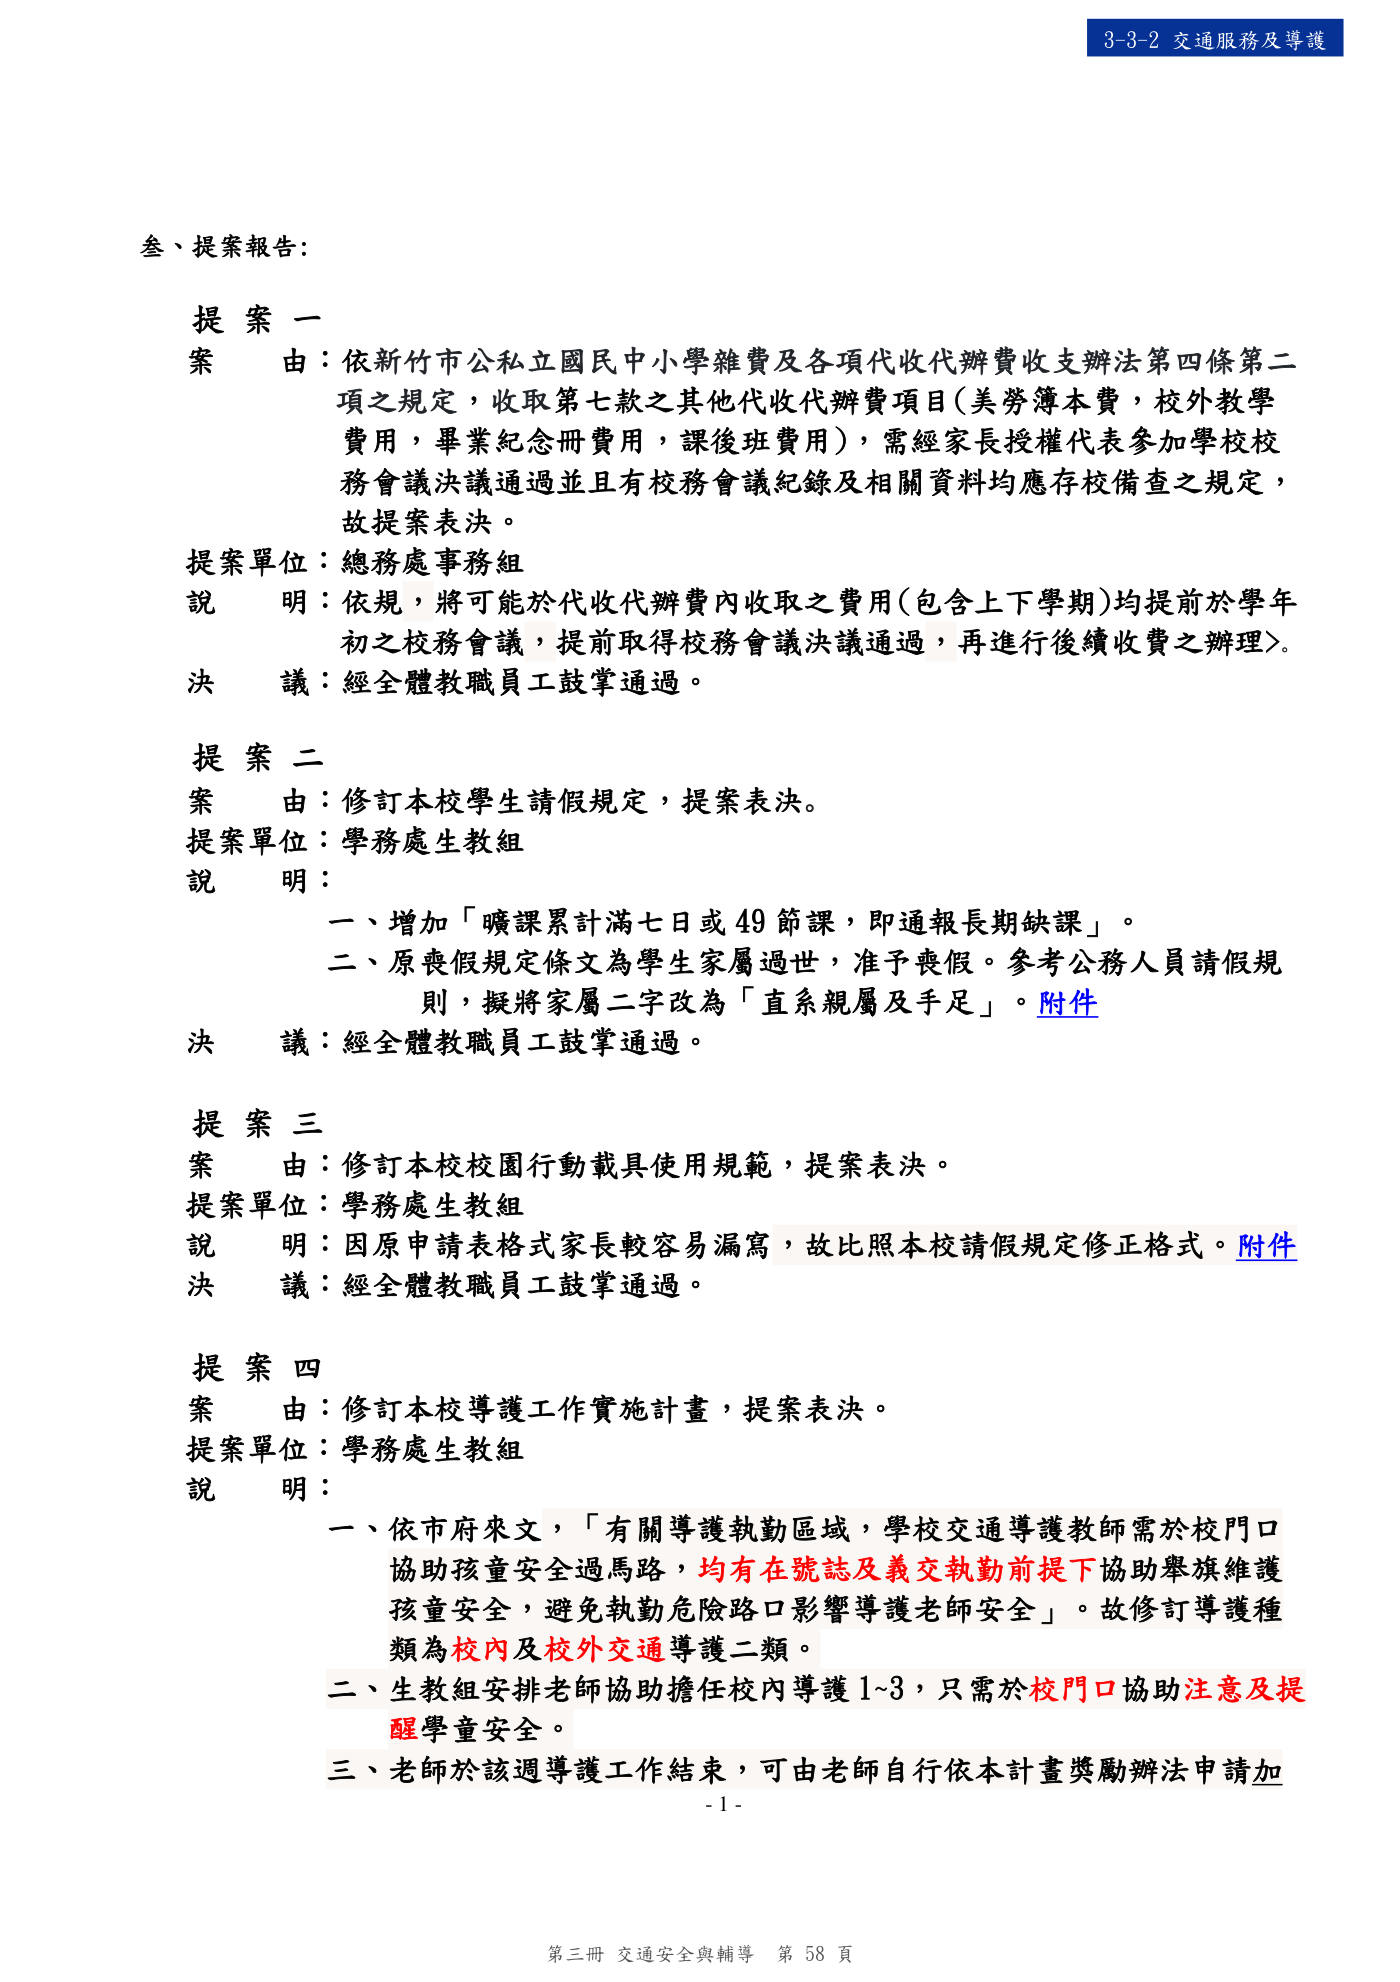 3-3-2 交通服務及導護
叁、提案報告:
提 案 一
案　　由：依新竹市公私立國民中小學雜費及各項代收代辦費收支辦法第四條第二
項之規定，收取第七款之其他代收代辦費項目(美勞簿本費，校外教學
費用，畢業紀念冊費用，課後班費用)，需經家長授權代表參加學校校
務會議決議通過並且有校務會議紀錄及相關資料均應存校備查之規定，
故提案表決。
提案單位：總務處事務組
說　　明：依規，將可能於代收代辦費內收取之費用(包含上下學期)均提前於學年
初之校務會議，提前取得校務會議決議通過，再進行後續收費之辦理>。
決　　議：經全體教職員工鼓掌通過。
提 案 二
案　　由：修訂本校學生請假規定，提案表決。
提案單位：學務處生教組
說　　明：
一、增加「曠課累計滿七日或 49 節課，即通報長期缺課」。
二、原喪假規定條文為學生家屬過世，准予喪假。參考公務人員請假規
則，擬將家屬二字改為「直系親屬及手足」。附件
決　　議：經全體教職員工鼓掌通過。
提 案 三
案　　由：修訂本校校園行動載具使用規範，提案表決。
提案單位：學務處生教組
說　　明：因原申請表格式家長較容易漏寫，故比照本校請假規定修正格式。附件
決　　議：經全體教職員工鼓掌通過。
提 案 四
案　　由：修訂本校導護工作實施計畫，提案表決。
提案單位：學務處生教組
說　　明：
一、依市府來文，「有關導護執勤區域，學校交通導護教師需於校門口
協助孩童安全過馬路，均有在號誌及義交執勤前提下協助舉旗維護
孩童安全，避免執勤危險路口影響導護老師安全」。故修訂導護種
類為校內及校外交通導護二類。
二、生教組安排老師協助擔任校內導護 1~3，只需於校門口協助注意及提
醒學童安全。
三、老師於該週導護工作結束，可由老師自行依本計畫獎勵辦法申請加
- 1 -
第三冊 交通安全與輔導　第 58 頁